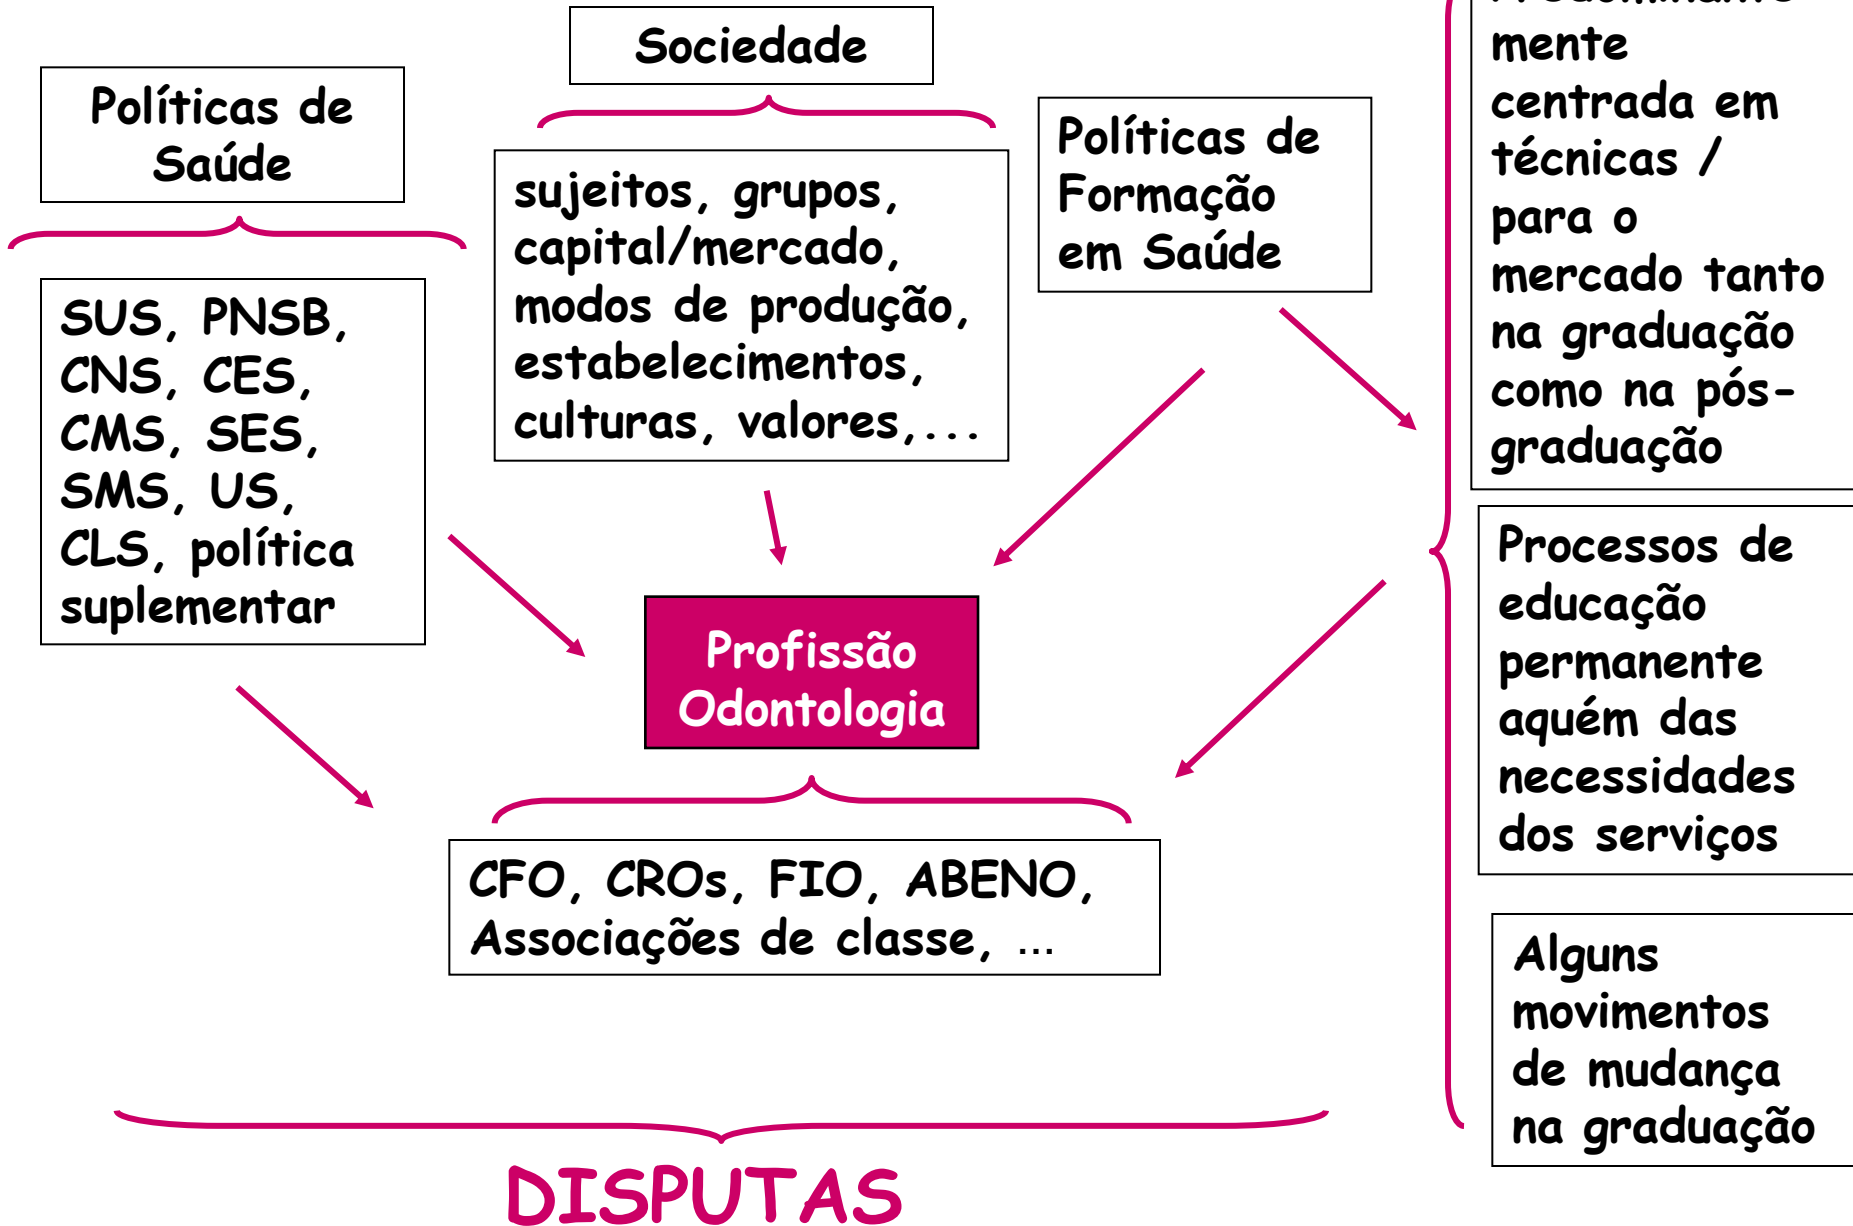 Sociedade
Políticas de
Saúde
sujeitos, grupos,
capital/mercado,
modos de produção,
estabelecimentos,
culturas, valores,...
Políticas de
Formação
em Saúde
SUS, PNSB,
CNS, CES,
CMS, SES,
SMS, US,
CLS, política
suplementar
Profissão
Odontologia
CFO, CROs, FIO, ABENO,
Associações de classe, ...
mente
centrada em
técnicas /
para o
mercado tanto
na graduação
como na pós-
graduação
Processos de
educação
permanente
aquém das
necessidades
dos serviços
Alguns
movimentos
de mudança
na graduação
DISPUTAS